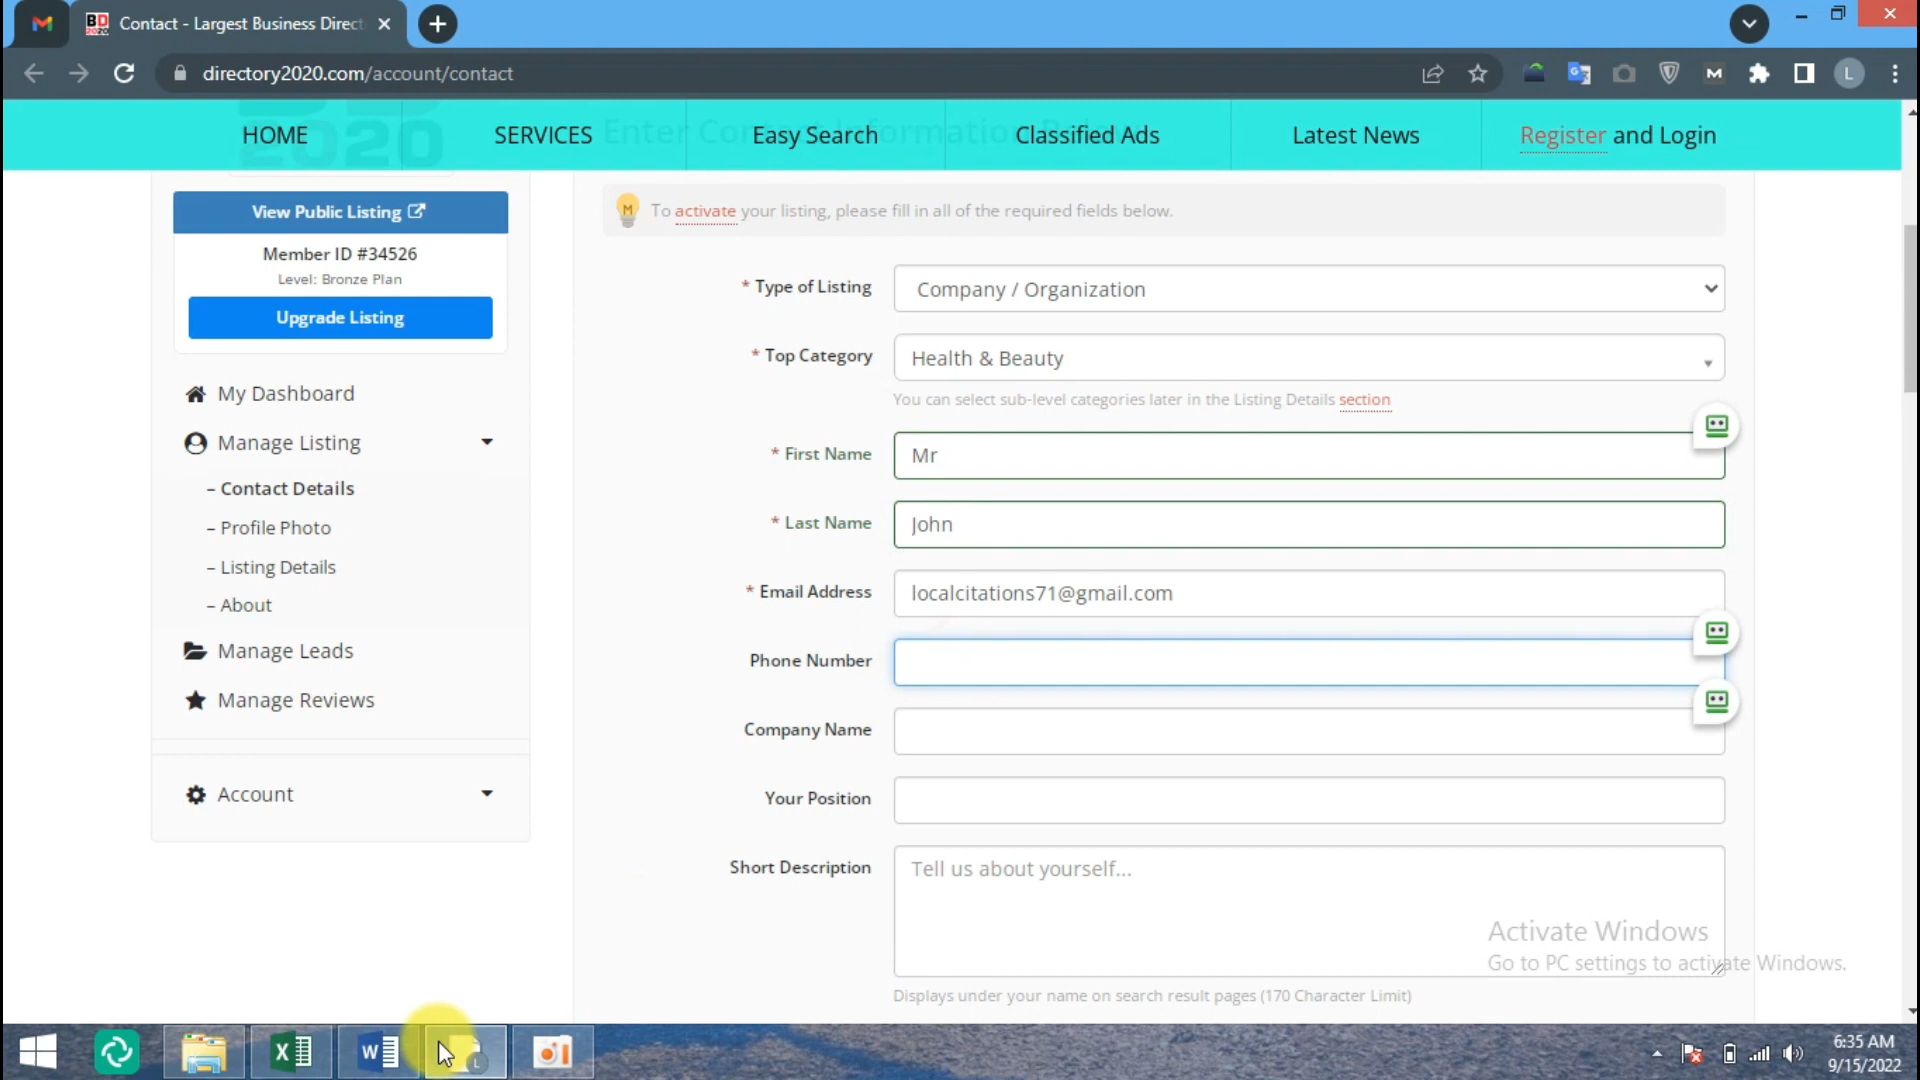 Contact - Largest Business Direct
directory2020.com/account/contact
L
2020
Enter Contact Information
HOME
SERVICES
Easy Search
Classified Ads
Latest News
Register and Login
View Public Listing
Member ID #34526
Level: Bronze Plan
Upgrade Listing
My Dashboard
Manage Listing
– Contact Details
– Profile Photo
– Listing Details
– About
Manage Leads
Manage Reviews
Account
To activate your listing, please fill in all of the required fields below.
* Type of Listing
Company / Organization
* Top Category
Health & Beauty
You can select sub-level categories later in the Listing Details section
* First Name
Mr
* Last Name
John
* Email Address
localcitations71@gmail.com
Phone Number
Company Name
Your Position
Short Description
Tell us about yourself...
Displays under your name on search result pages (170 Character Limit)
Activate Windows
Go to PC settings to activate Windows.
6:35 AM
9/15/2022